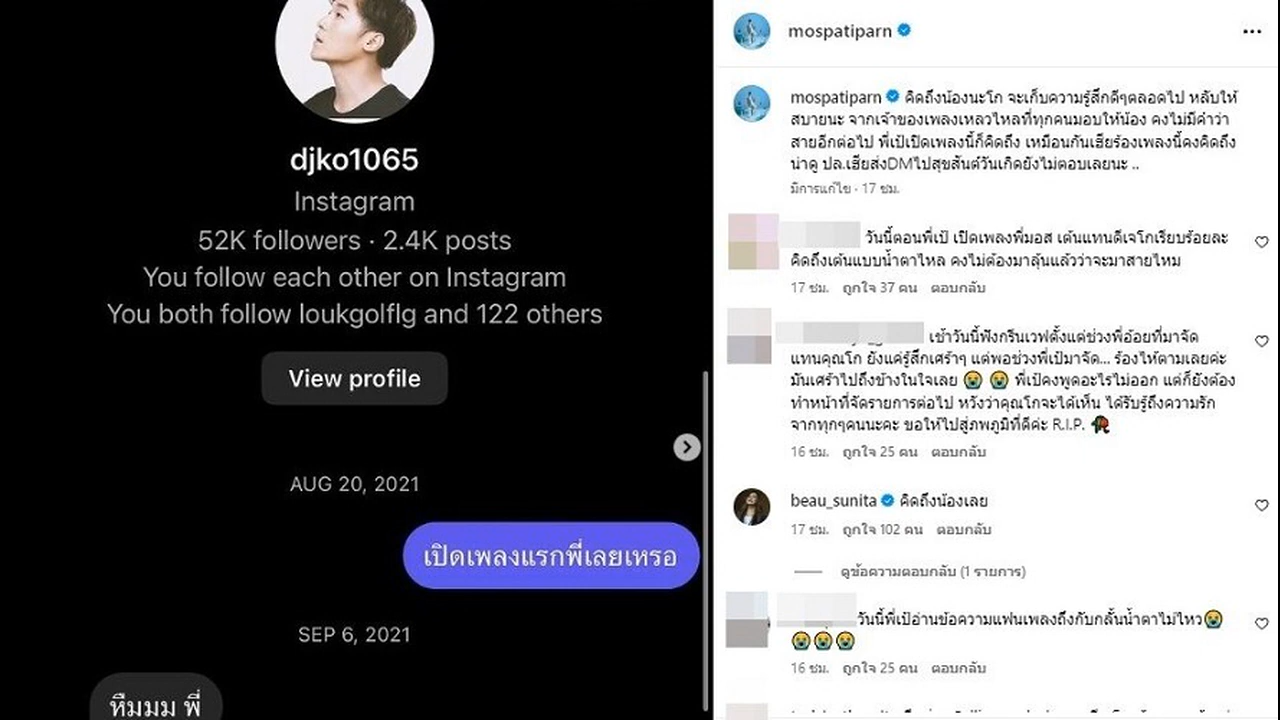 djko1065
Instagram
52K followers · 2.4K posts
You follow each other on Instagram
You both follow loukgolflg and 122 others
View profile
AUG 20, 2021
เปิดเพลงแรกพี่เลยเหรอ
SEP 6, 2021
หืมมม พี่
mospatiparn
mospatiparn คิดถึงน้องนะโก จะเก็บความรู้สึกดีๆตลอดไป หลับให้
สบายนะ จากเจ้าของเพลงเหลวไหลที่ทุกคนมอบให้น้อง คงไม่มีคำว่า
สายอีกต่อไป พี่เป้เปิดเพลงนี้ก็คิดถึง เหมือนกันเฮียร้องเพลงนี้คงคิดถึง
น่าดู ปล.เฮียส่งDMไปสุขสันต์วันเกิดยังไม่ตอบเลยนะ ..
มีการแก้ไข · 17 ชม.
วันนี้ตอนพี่เป้ เปิดเพลงพี่มอส เต้นแทนดีเจโกเรียบร้อยละ
คิดถึงเต้นแบบน้ำตาไหล คงไม่ต้องมาลุ้นแล้วว่าจะมาสายไหม
17 ชม. ถูกใจ 37 คน ตอบกลับ
เช้าวันนี้ฟังกรีนเวฟตั้งแต่ช่วงพี่อ้อยที่มาจัด
แทนคุณโก ยังแค่รู้สึกเศร้าๆ แต่พอช่วงพี่เป้มาจัด... ร้องไห้ตามเลยค่ะ
มันเศร้าไปถึงข้างในใจเลย 😭 😭 พี่เป้คงพูดอะไรไม่ออก แต่ก็ยังต้อง
ทำหน้าที่จัดรายการต่อไป หวังว่าคุณโกจะได้เห็น ได้รับรู้ถึงความรัก
จากทุกๆคนนะคะ ขอให้ไปสู่ภพภูมิที่ดีค่ะ R.I.P. 🥀
16 ชม. ถูกใจ 25 คน ตอบกลับ
beau_sunita คิดถึงน้องเลย
17 ชม. ถูกใจ 102 คน ตอบกลับ
ดูข้อความตอบกลับ (1 รายการ)
วันนี้พี่เป้อ่านข้อความแฟนเพลงถึงกับกลั้นน้ำตาไม่ไหว😭
😭😭😭
16 ชม. ถูกใจ 25 คน ตอบกลับ